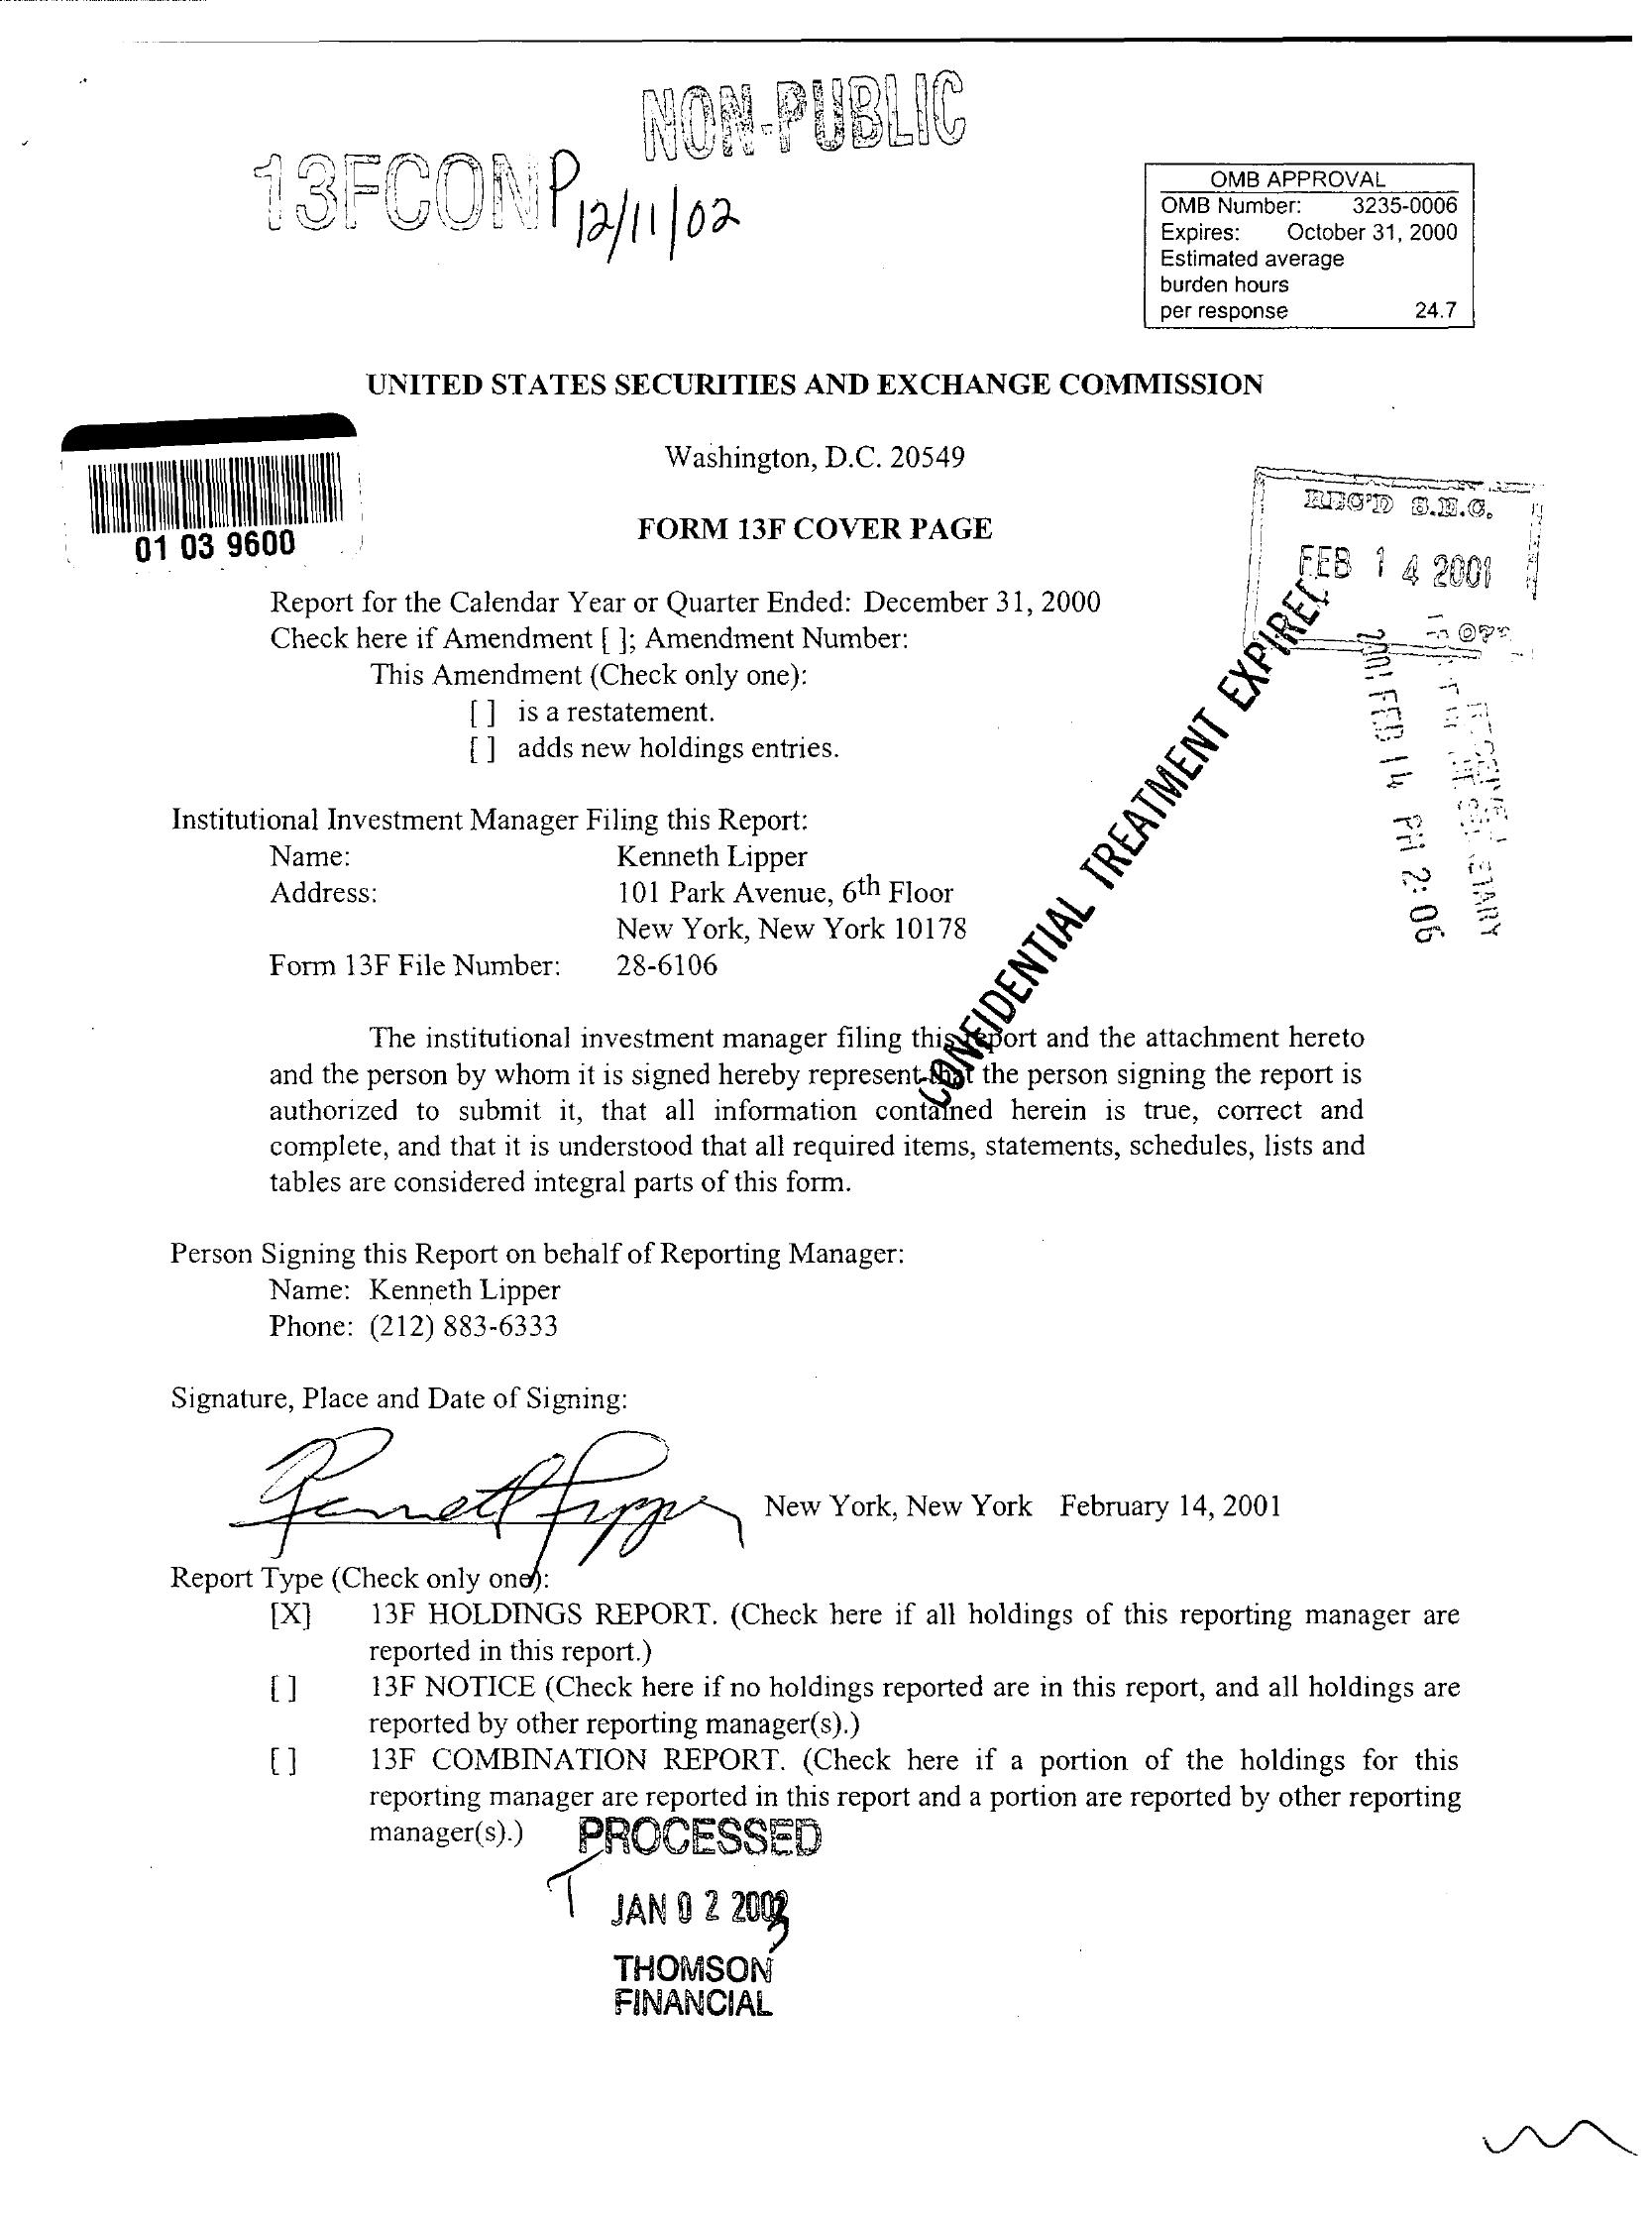 NON-PUBLIC
13FCONP
12/11/02
OMB APPROVAL
OMB Number: 3235-0006
Expires: October 31, 2000
Estimated average
burden hours
per response 24.7
UNITED STATES SECURITIES AND EXCHANGE COMMISSION
Washington, D.C. 20549
01 03 9600
FORM 13F COVER PAGE
REC'D S.E.C.
FEB 14 2001
Report for the Calendar Year or Quarter Ended: December 31, 2000
Check here if Amendment [ ]; Amendment Number:
This Amendment (Check only one):
[ ] is a restatement.
[ ] adds new holdings entries.
2001 FEB 14 PM 2:06
CONFIDENTIAL TREATMENT EXPIRED
Institutional Investment Manager Filing this Report:
Name: Kenneth Lipper
Address: 101 Park Avenue, 6th Floor
New York, New York 10178
Form 13F File Number: 28-6106
The institutional investment manager filing this report and the attachment hereto
and the person by whom it is signed hereby represent that the person signing the report is
authorized to submit it, that all information contained herein is true, correct and
complete, and that it is understood that all required items, statements, schedules, lists and
tables are considered integral parts of this form.
Person Signing this Report on behalf of Reporting Manager:
Name: Kenneth Lipper
Phone: (212) 883-6333
Signature, Place and Date of Signing:
Kenneth Lipper New York, New York February 14, 2001
Report Type (Check only one):
[X] 13F HOLDINGS REPORT. (Check here if all holdings of this reporting manager are
reported in this report.)
[ ] 13F NOTICE (Check here if no holdings reported are in this report, and all holdings are
reported by other reporting manager(s).)
[ ] 13F COMBINATION REPORT. (Check here if a portion of the holdings for this
reporting manager are reported in this report and a portion are reported by other reporting
manager(s).)
PROCESSED
JAN 02 2003
THOMSON
FINANCIAL